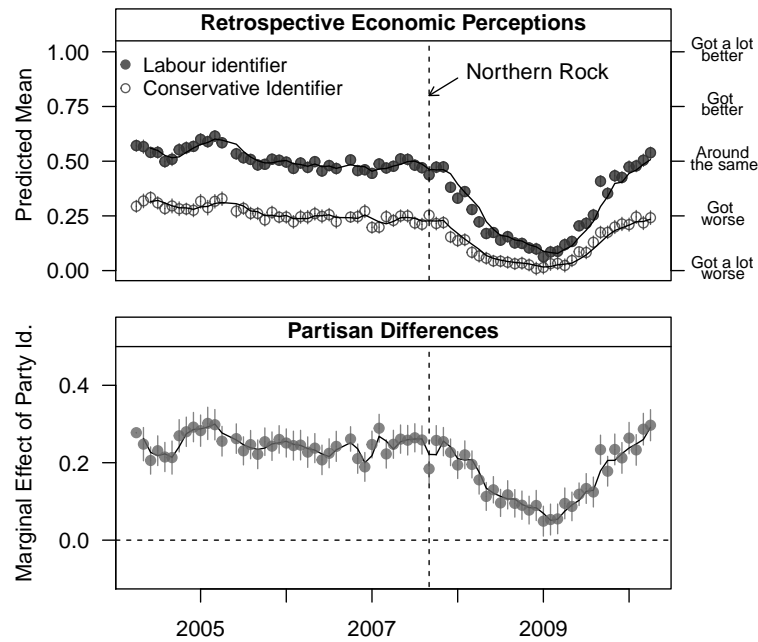 Retrospective Economic Perceptions
Predicted Mean
1.00
0.75
0.50
0.25
0.00
Labour identifier
Conservative Identifier
Northern Rock
Got a lot
better
Got
better
Around
the same
Got
worse
Got a lot
worse
Partisan Differences
Marginal Effect of Party Id.
0.4
0.2
0.0
2005
2007
2009